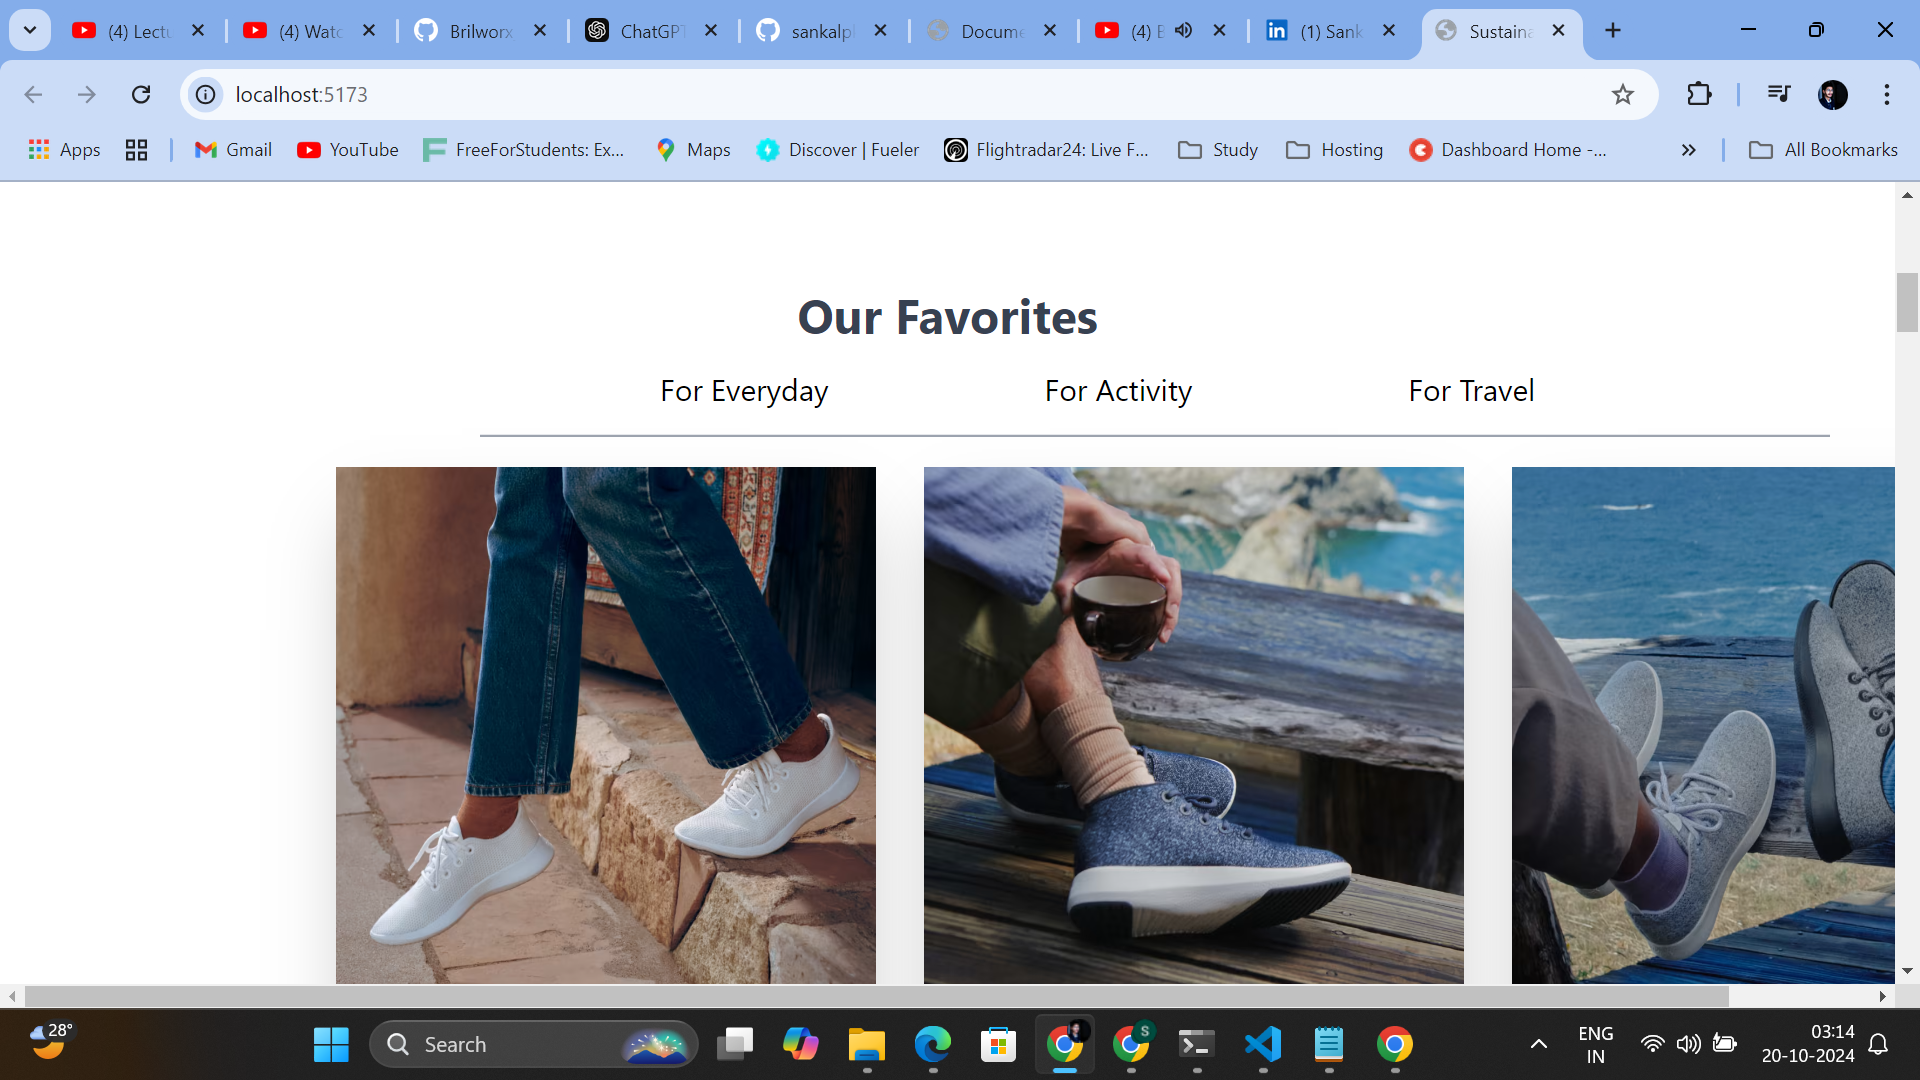 (4) Lectu
(4) Watc
Brilworx
ChatGPT
sankalp
Docume
(4) E
(1) Sank
Sustaina
localhost:5173
Apps
Gmail
YouTube
FreeForStudents: Ex...
Maps
Discover | Fueler
Flightradar24: Live F...
Study
Hosting
Dashboard Home -...
All Bookmarks
Our Favorites
For Everyday
For Activity
For Travel
28°
Search
S
ENG
IN
03:14
20-10-2024